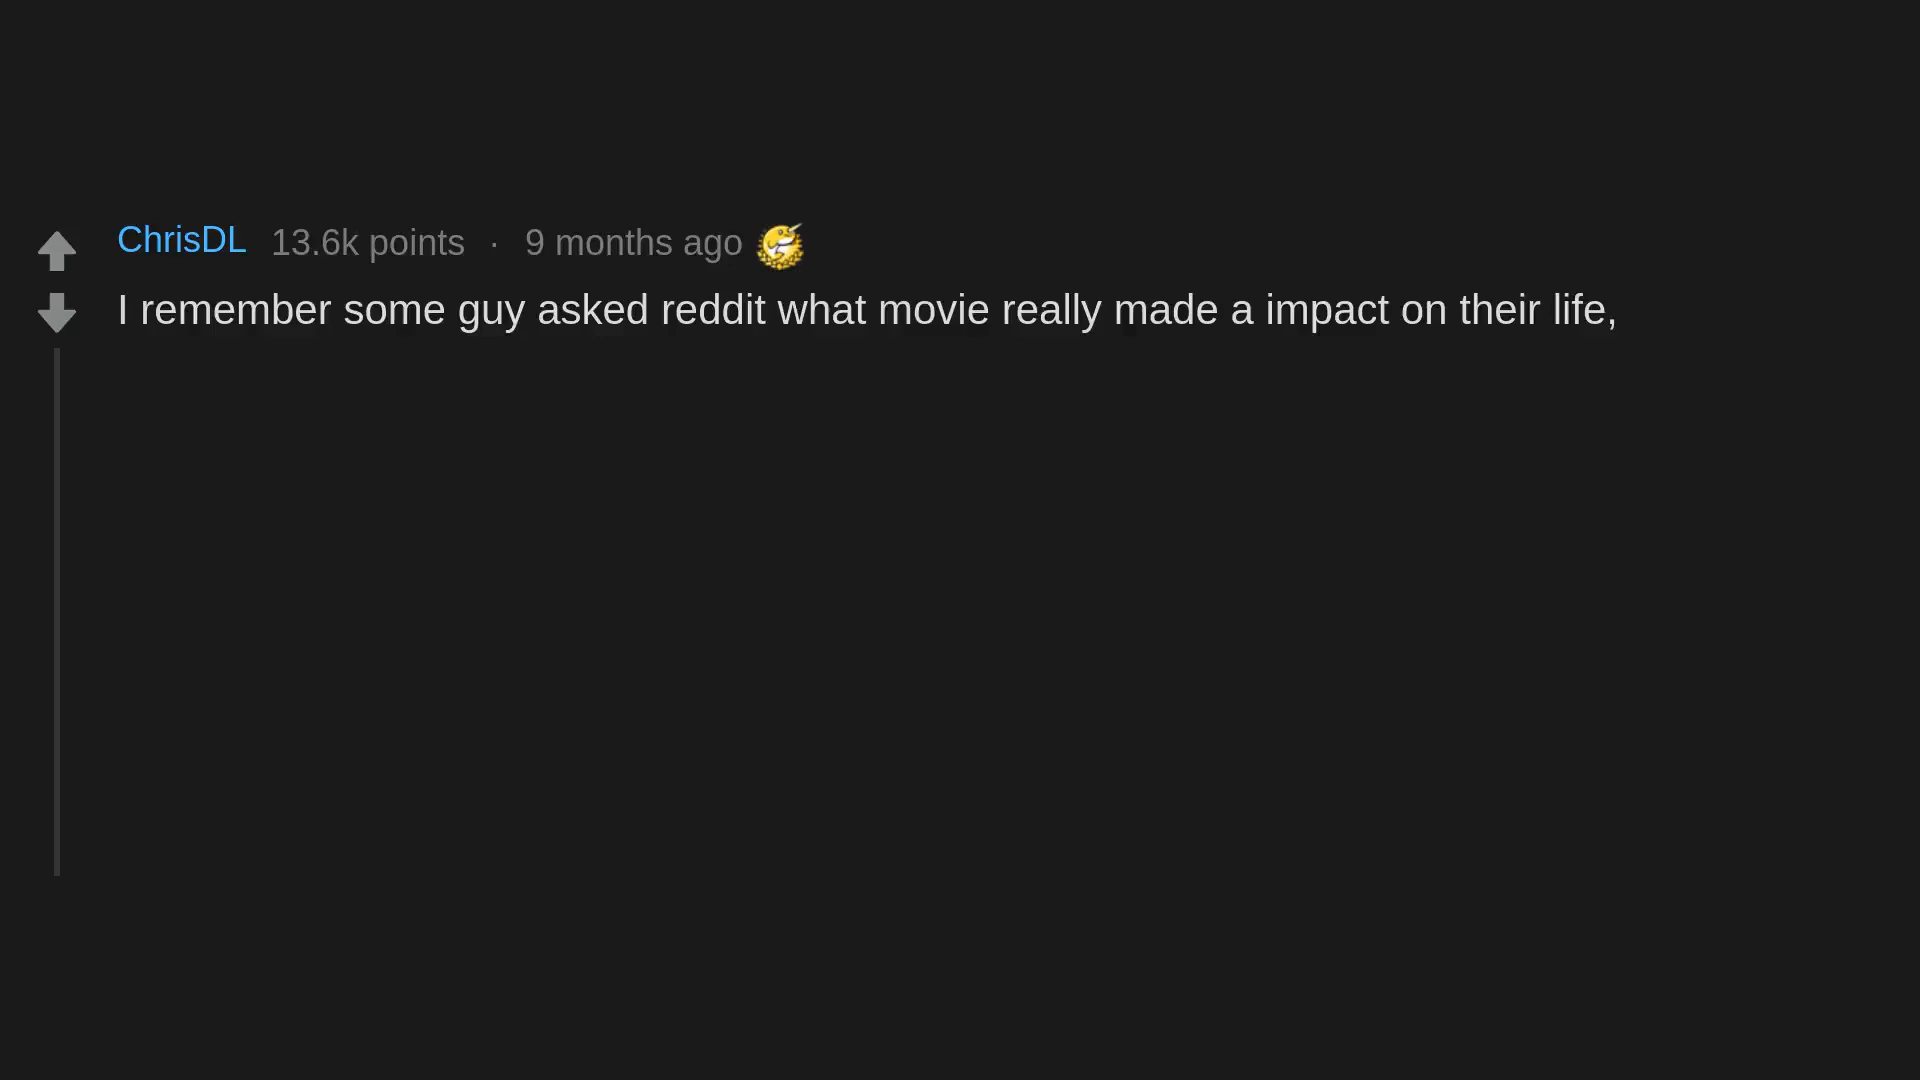 ChrisDL 13.6k points · 9 months ago
I remember some guy asked reddit what movie really made a impact on their life,